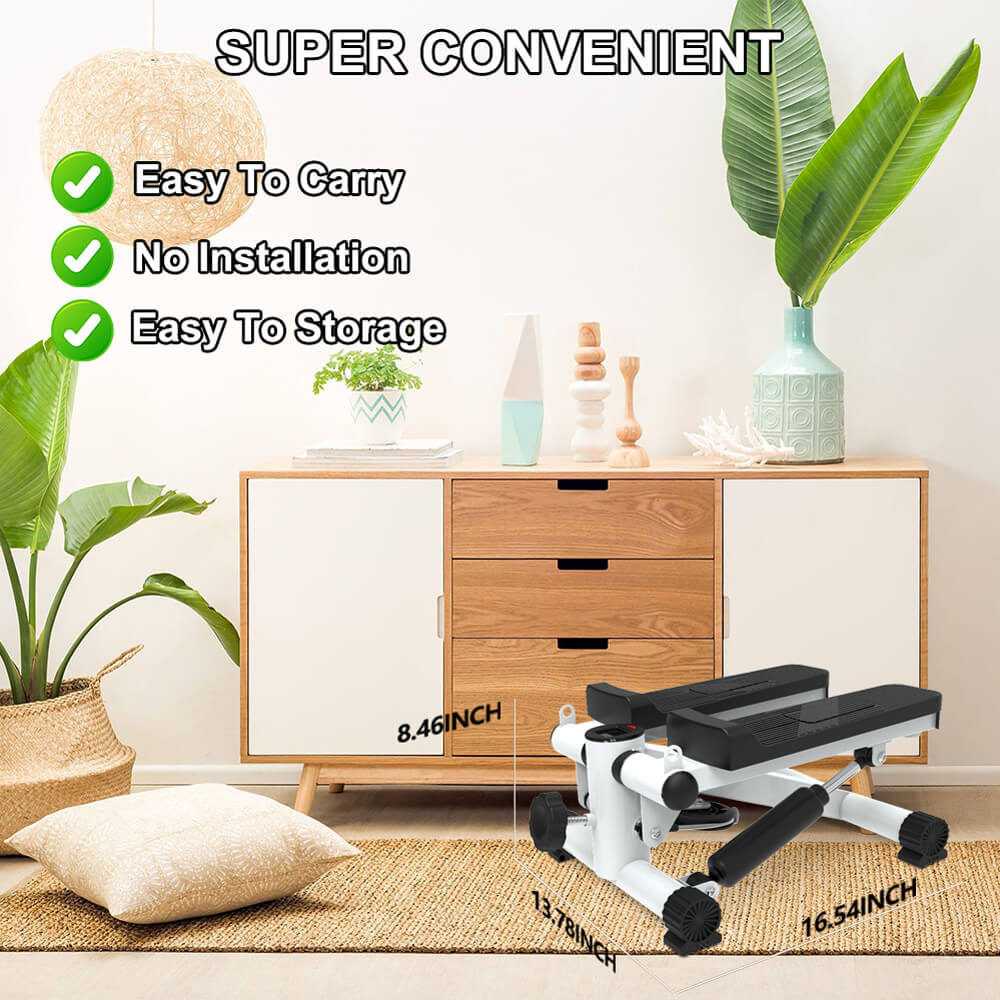 SUPER CONVENIENT
Easy To Carry
No Installation
Easy To Storage
8.46INCH
13.78INCH
16.54INCH